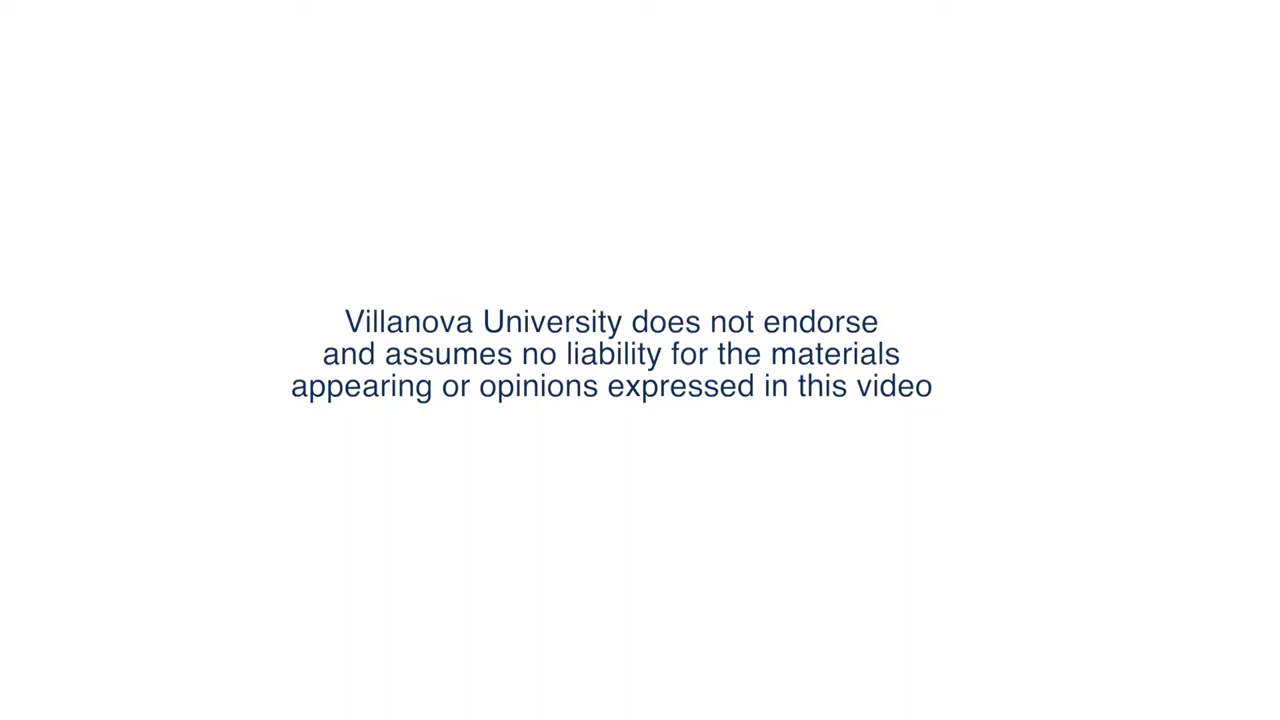 Villanova University does not endorse
and assumes no liability for the materials
appearing or opinions expressed in this video